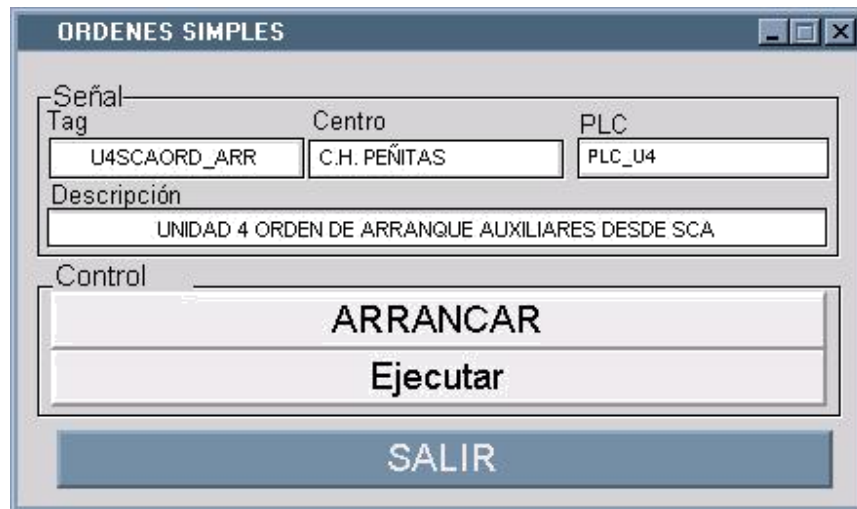 ORDENES SIMPLES
Señal
Tag Centro PLC
U4SCAORD_ARR C.H. PEÑITAS PLC_U4
Descripción
UNIDAD 4 ORDEN DE ARRANQUE AUXILIARES DESDE SCA
Control
ARRANCAR
Ejecutar
SALIR